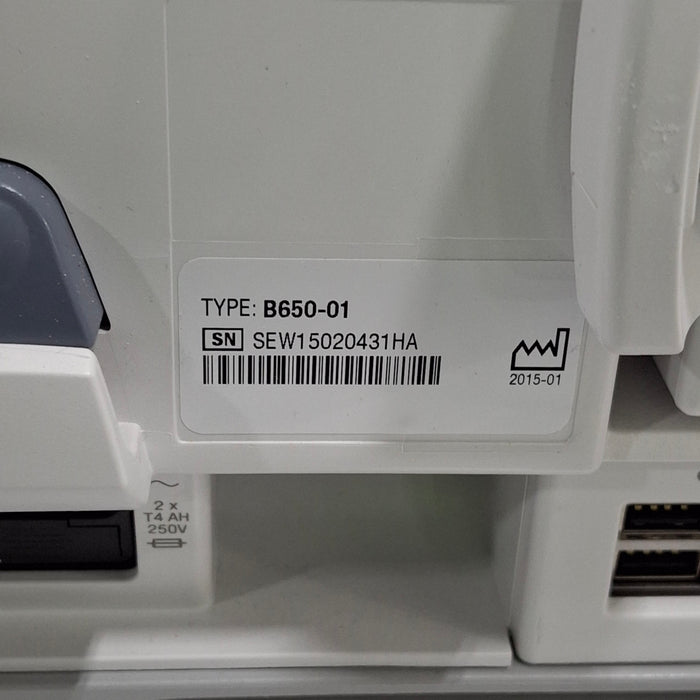 TYPE: B650-01
SN SEW15020431HA
2015-01
2 x
T4 AH
250V